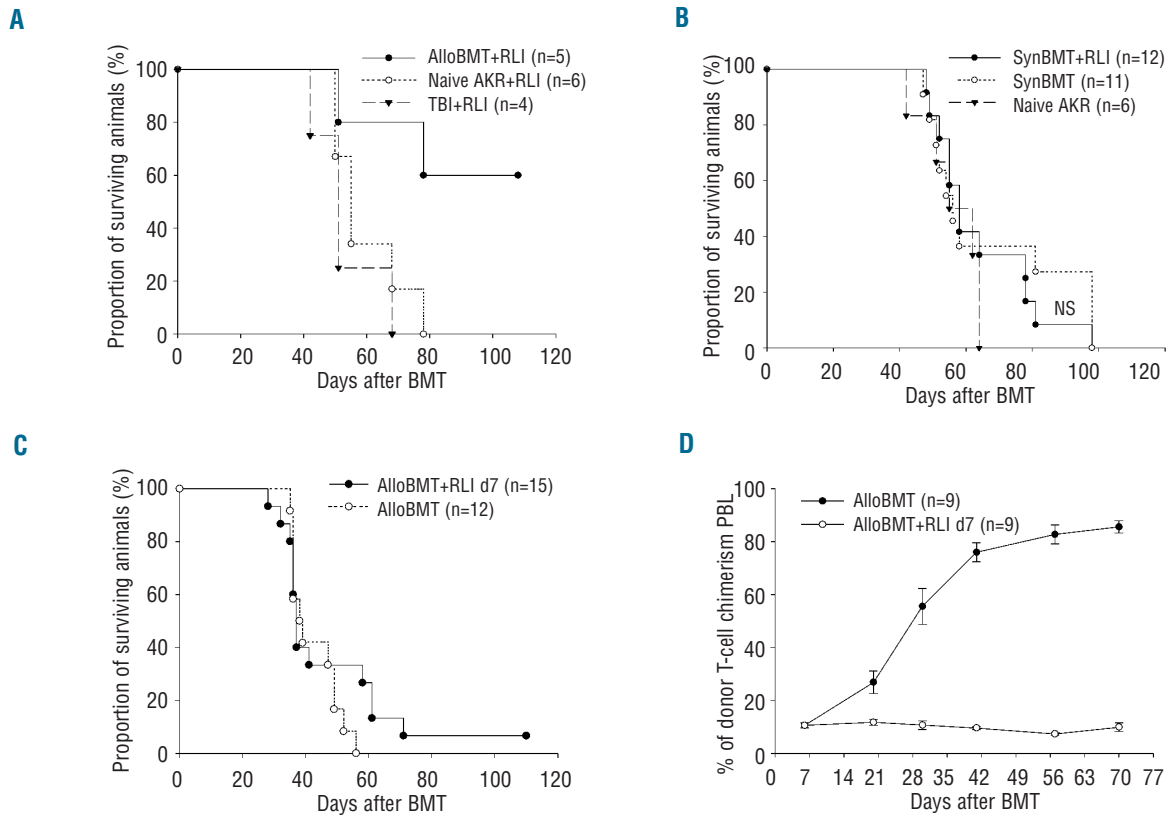 A
AlloBMT+RLI (n=5)
Naive AKR+RLI (n=6)
TBI+RLI (n=4)
Proportion of surviving animals (%)
100
80
60
40
20
0
0 20 40 60 80 100 120
Days after BMT
B
SynBMT+RLI (n=12)
SynBMT (n=11)
Naive AKR (n=6)
Proportion of surviving animals (%)
100
80
60
40
20
0
NS
0 20 40 60 80 100 120
Days after BMT
C
AlloBMT+RLI d7 (n=15)
AlloBMT (n=12)
Proportion of surviving animals (%)
100
80
60
40
20
0
0 20 40 60 80 100 120
Days after BMT
D
AlloBMT (n=9)
AlloBMT+RLI d7 (n=9)
% of donor T-cell chimerism PBL
100
80
60
40
20
0
0 7 14 21 28 35 42 49 56 63 70 77
Days after BMT